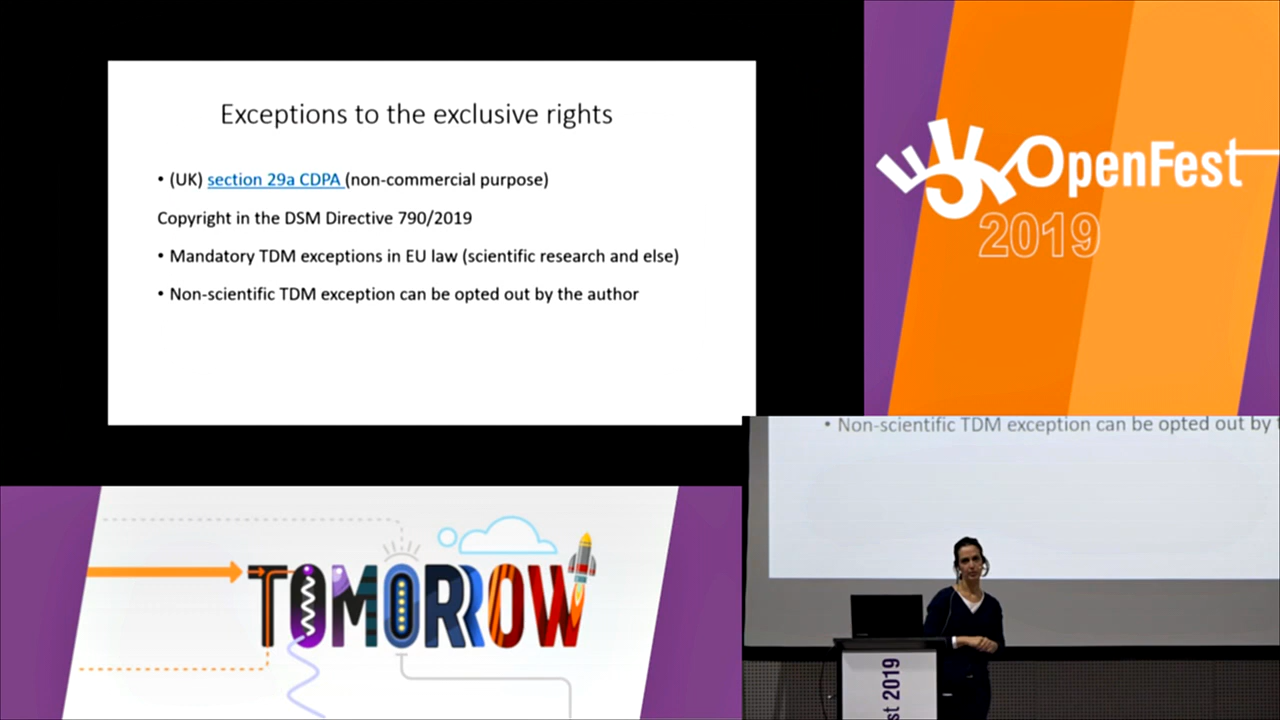 Exceptions to the exclusive rights
• (UK) section 29a CDPA (non-commercial purpose)
Copyright in the DSM Directive 790/2019
• Mandatory TDM exceptions in EU law (scientific research and else)
• Non-scientific TDM exception can be opted out by the author
OpenFest
2019
• Non-scientific TDM exception can be opted out by
TOMORROW
st 2019